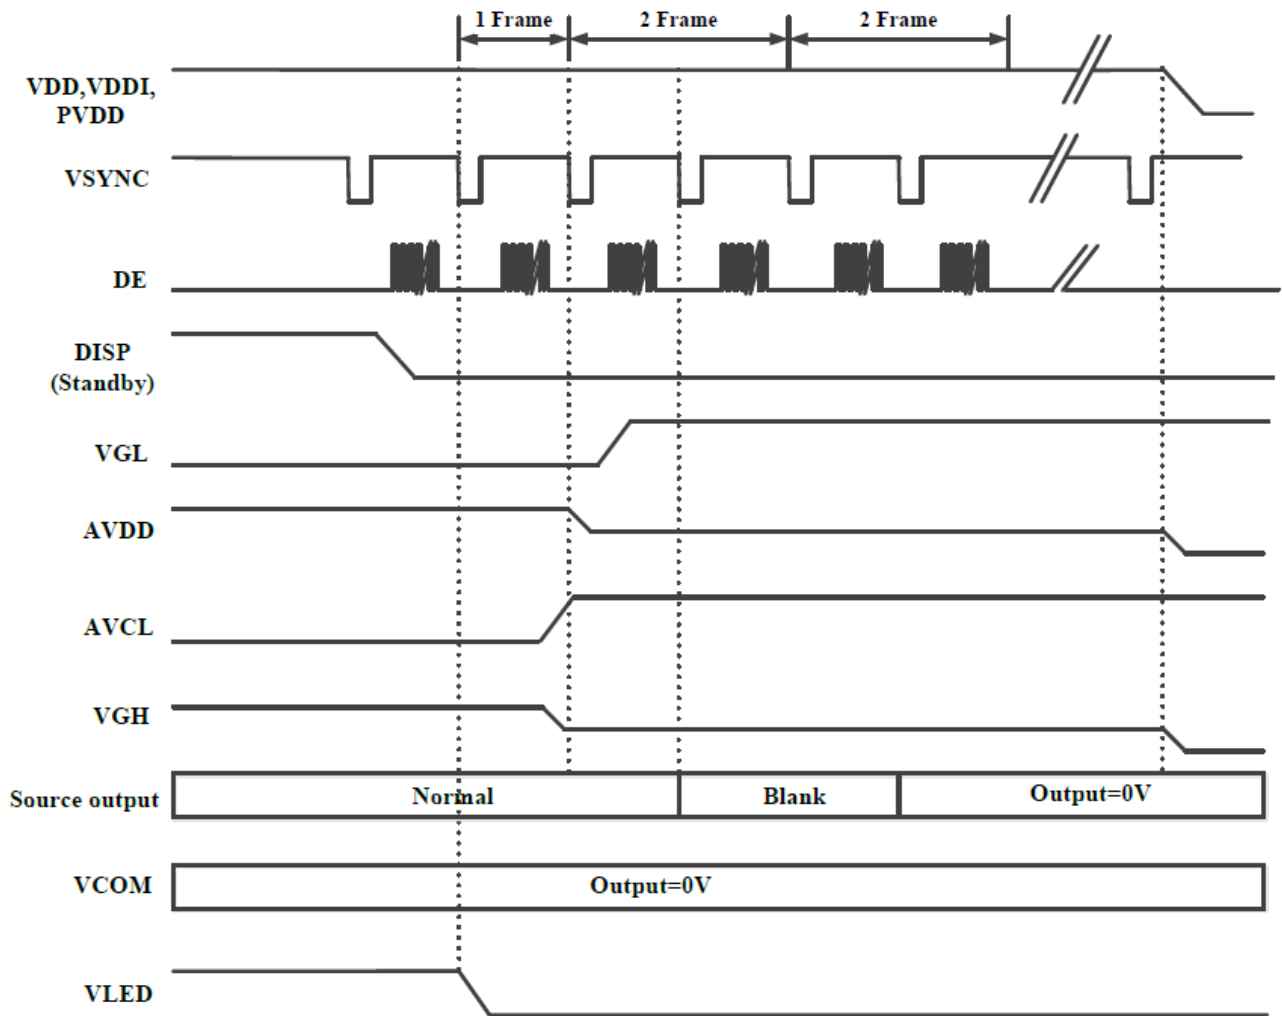 1 Frame 2 Frame 2 Frame
VDD,VDDI,
PVDD
VSYNC
DE
DISP
(Standby)
VGL
AVDD
AVCL
VGH
Source output Normal Blank Output=0V
VCOM Output=0V
VLED